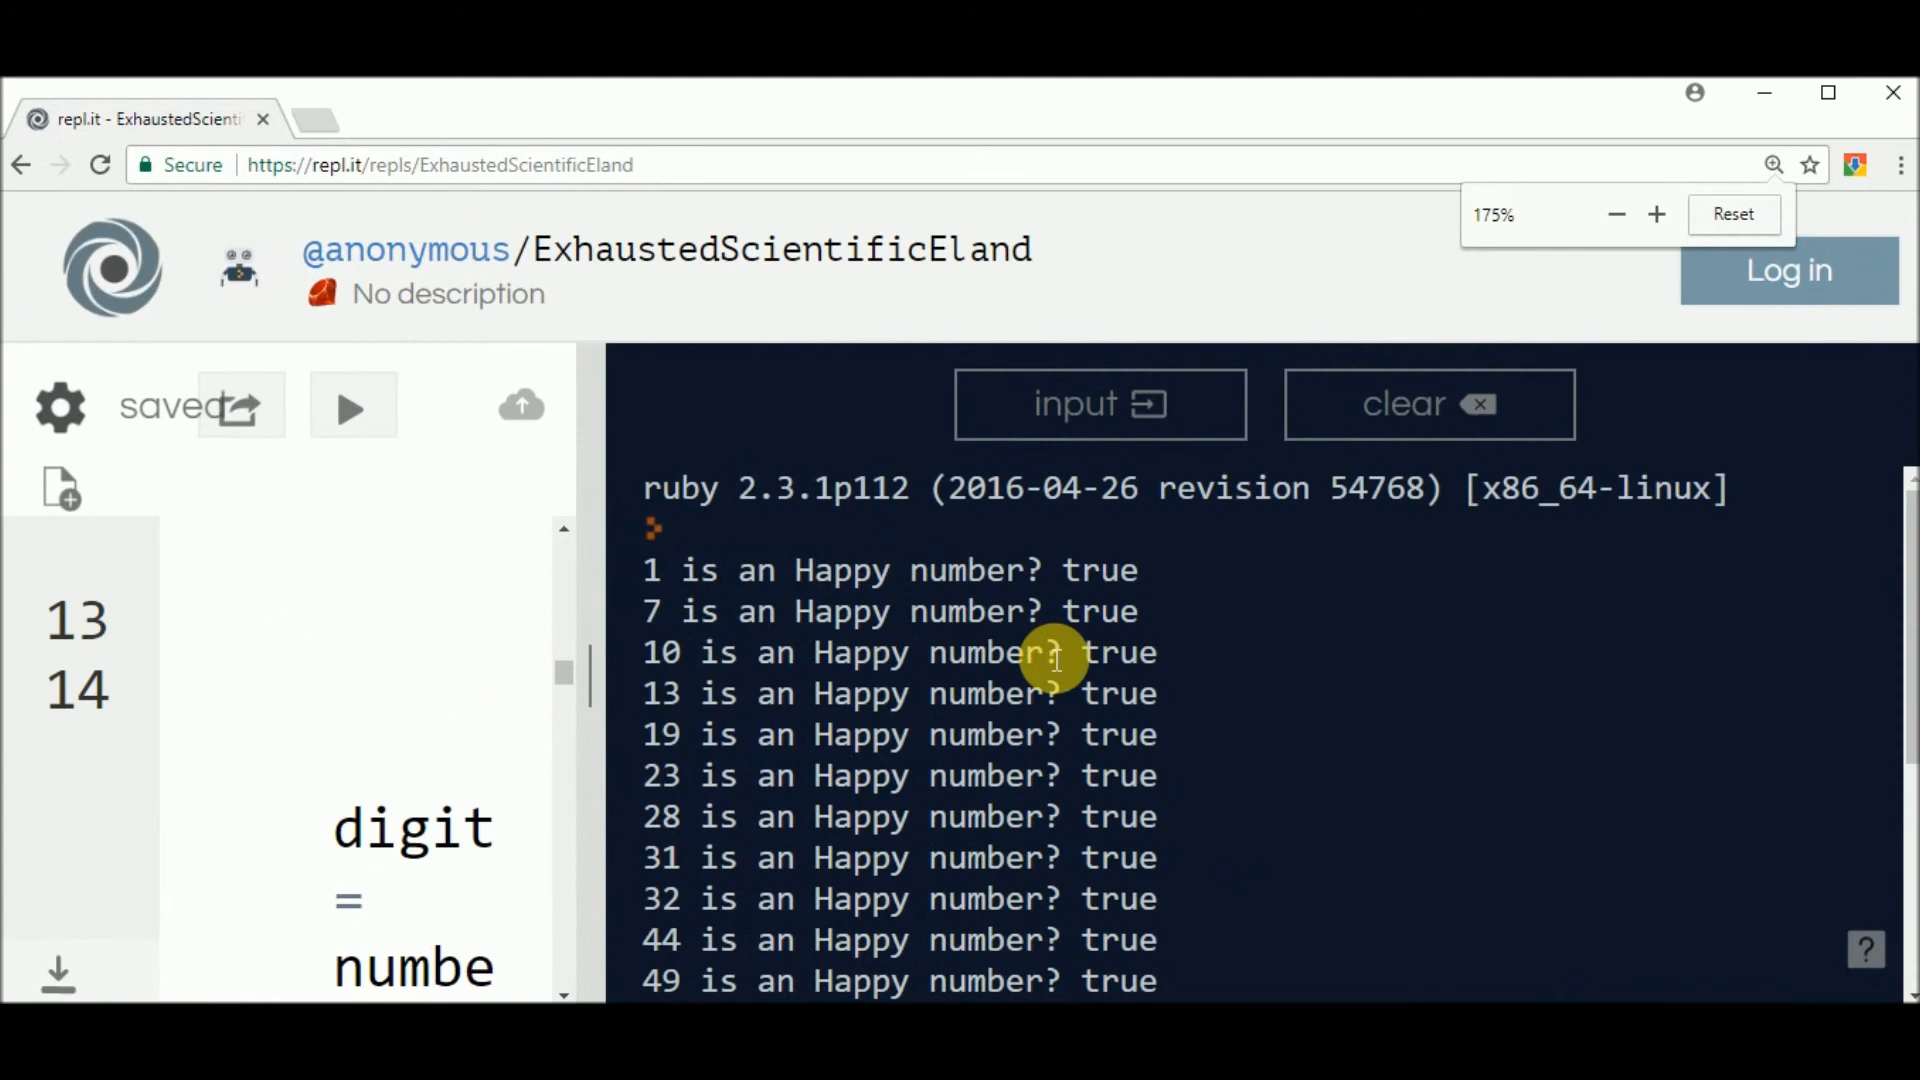 repl.it - ExhaustedScienti
Secure https://repl.it/repls/ExhaustedScientificEland
175% Reset
@anonymous/ExhaustedScientificEland
No description
Log in
saved
input
clear
ruby 2.3.1p112 (2016-04-26 revision 54768) [x86_64-linux]
1 is an Happy number? true
7 is an Happy number? true
10 is an Happy number? true
13 is an Happy number? true
19 is an Happy number? true
23 is an Happy number? true
28 is an Happy number? true
31 is an Happy number? true
32 is an Happy number? true
44 is an Happy number? true
49 is an Happy number? true
13
14
digit
=
numbe
?